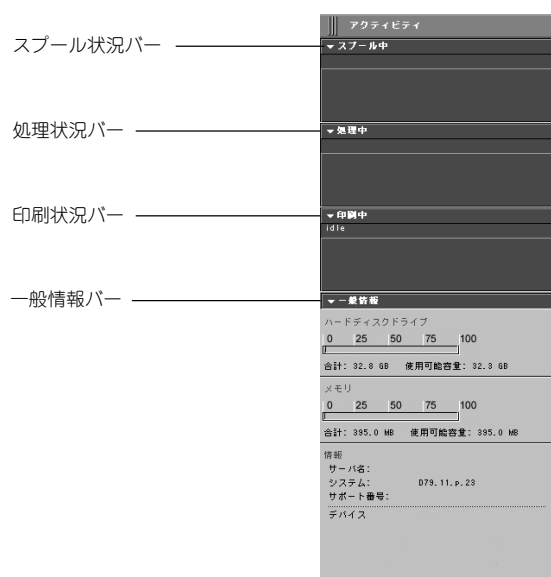 アクティビティ
スプール状況バー
スプール中
処理状況バー
処理中
印刷状況バー
印刷中
idle
一般情報バー
一般情報
ハードディスクドライブ
0 25 50 75 100
合計: 32.8 GB 使用可能容量: 32.3 GB
メモリ
0 25 50 75 100
合計: 395.0 MB 使用可能容量: 395.0 MB
情報
サーバ名:
システム: D79.11.p.23
サポート番号:
デバイス